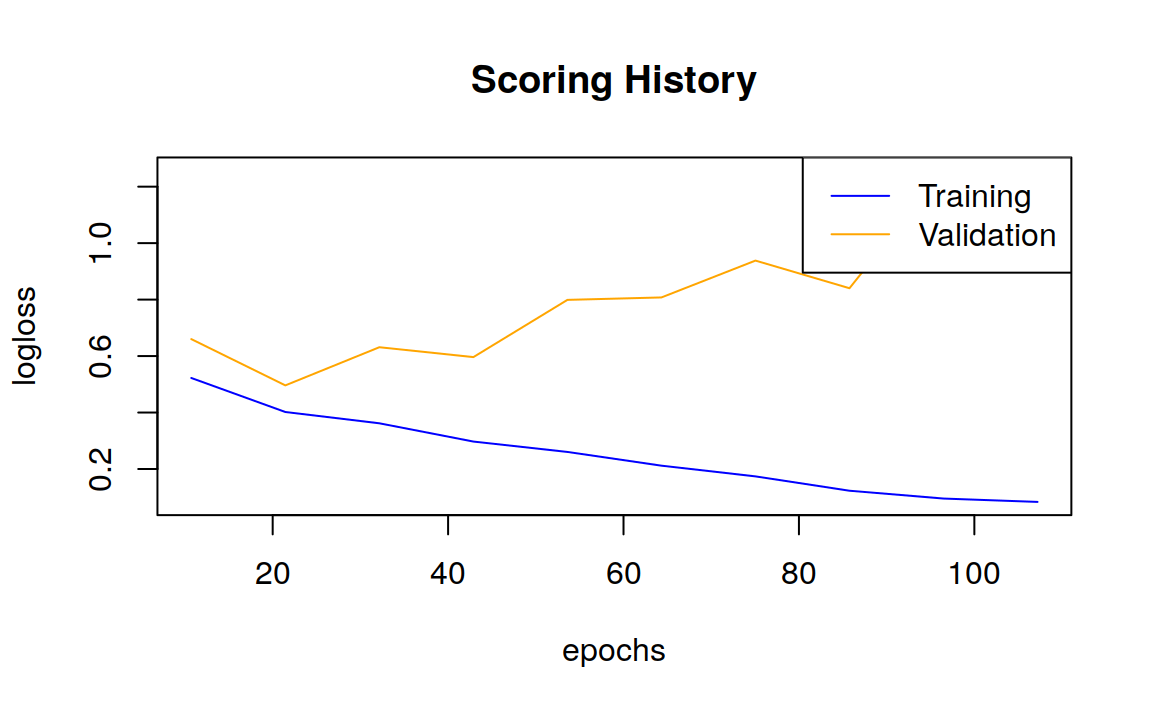 Scoring History
Training
Validation
logloss
1.0
0.6
0.2
20 40 60 80 100
epochs